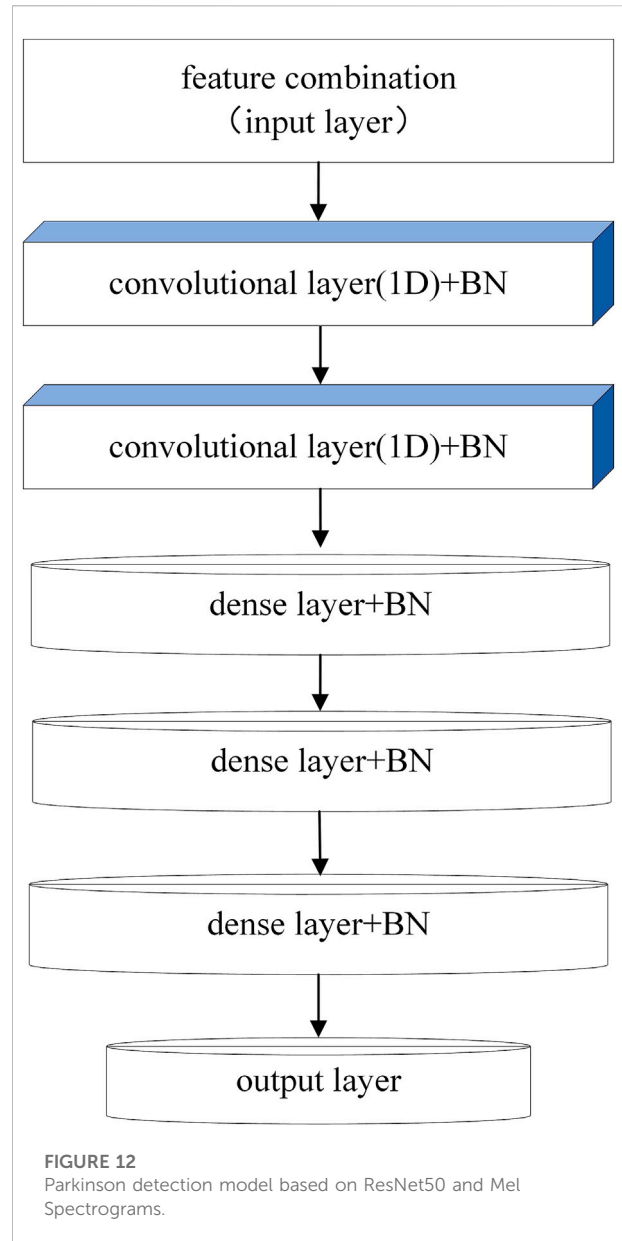 feature combination
（input layer）
convolutional layer(1D)+BN
convolutional layer(1D)+BN
dense layer+BN
dense layer+BN
dense layer+BN
output layer
FIGURE 12
Parkinson detection model based on ResNet50 and Mel
Spectrograms.